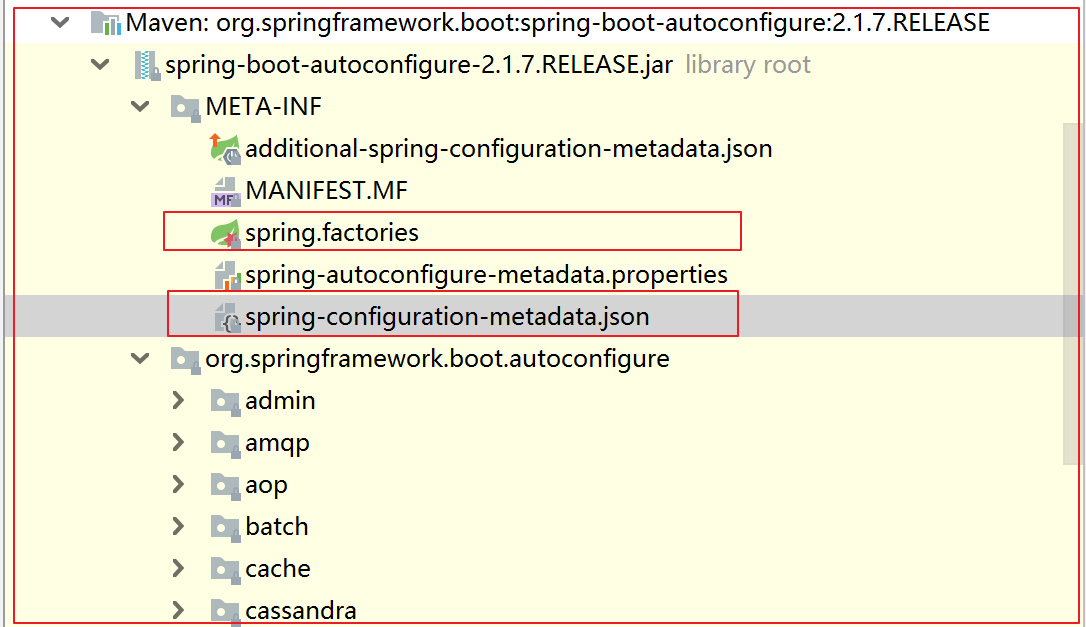 Maven: org.springframework.boot:spring-boot-autoconfigure:2.1.7.RELEASE
spring-boot-autoconfigure-2.1.7.RELEASE.jar library root
META-INF
additional-spring-configuration-metadata.json
MF MANIFEST.MF
spring.factories
spring-autoconfigure-metadata.properties
spring-configuration-metadata.json
org.springframework.boot.autoconfigure
admin
amqp
aop
batch
cache
cassandra